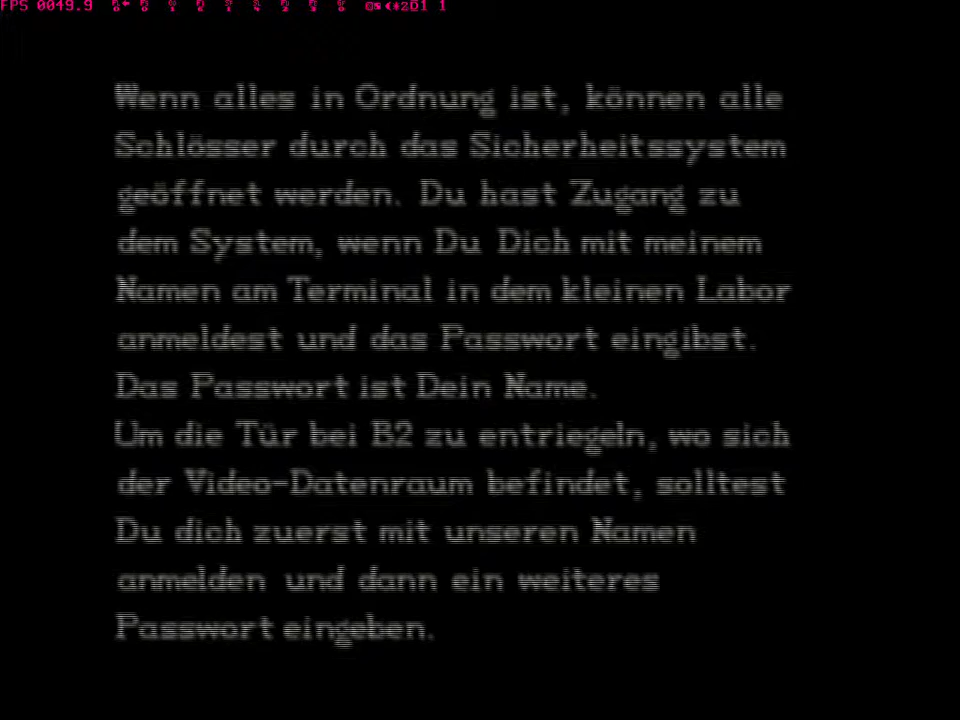 FPS 0049.9
Wenn alles in Ordnung ist, können alle
Schlösser durch das Sicherheitssystem
geöffnet werden. Du hast Zugang zu
dem System, wenn Du Dich mit meinem
Namen am Terminal in dem kleinen Labor
anmeldest und das Passwort eingibst.
Das Passwort ist Dein Name.
Um die Tür bei B2 zu entriegeln, wo sich
der Video-Datenraum befindet, solltest
Du dich zuerst mit unseren Namen
anmelden und dann ein weiteres
Passwort eingeben.